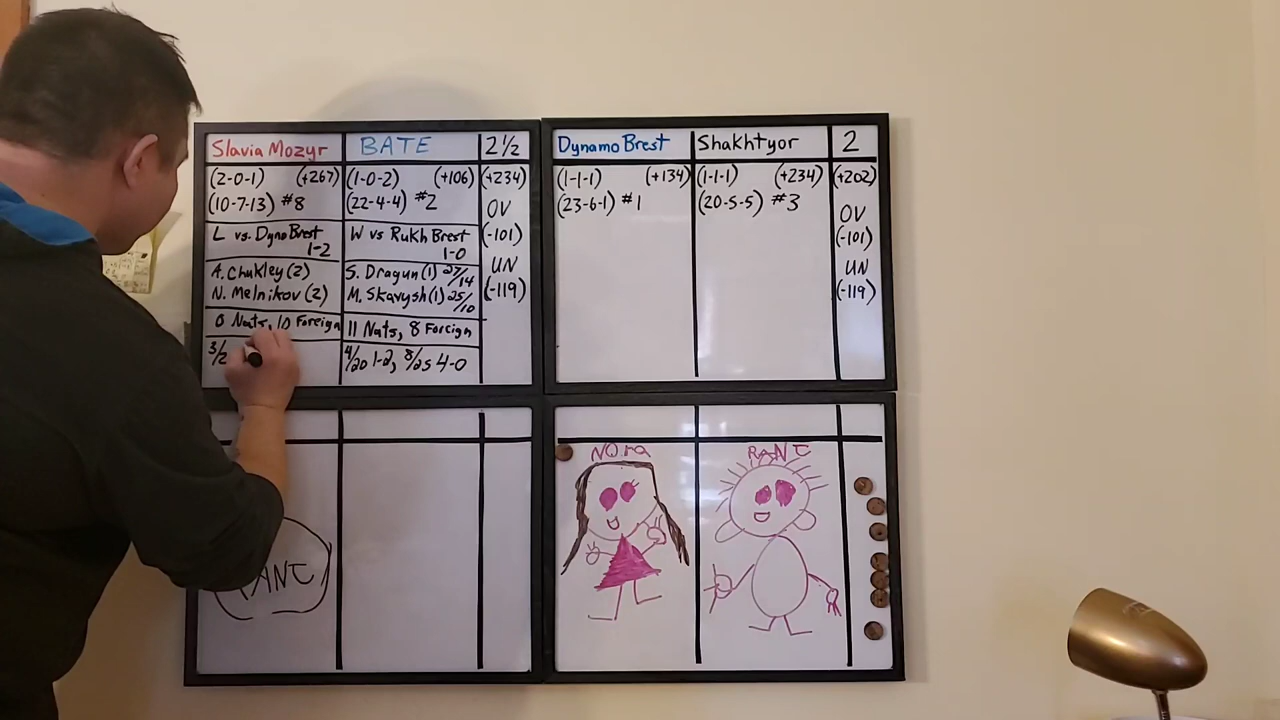 Slavia Mozyr BATE 2 1/2
(2-0-1) (+267) (1-0-2) (+106) (+234)
(10-7-13) #8 (22-4-4) #2 OV
L vs. Dyno Brest W vs Rukh Brest (-101)
1-2 1-0
A. Chukley (2) S. Dragun (1) 27/14 UN
N. Melnikov (2) M. Skavysh (1) 25/10 (-119)
0 Nats, 10 Foreign 11 Nats, 8 Foreign
3/2 4/20 1-2, 8/25 4-0
Dynamo Brest Shakhtyor 2
(1-1-1) (+134) (1-1-1) (+234) (+202)
(23-6-1) #1 (20-5-5) #3 OV
(-101)
UN
(-119)
NORA